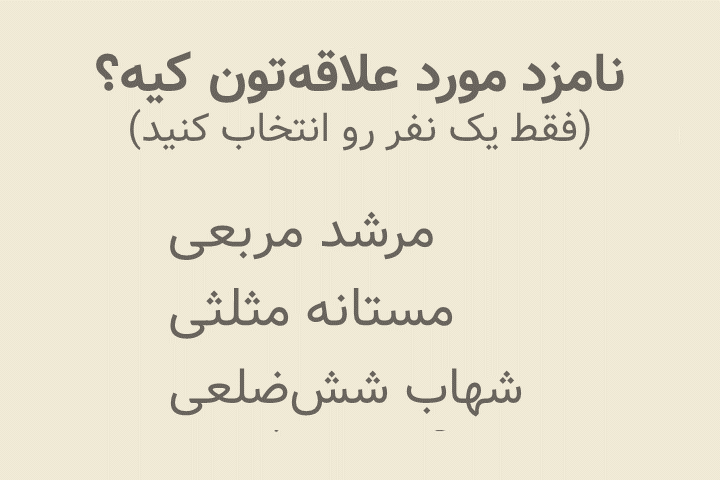 نامزد مورد علاقه‌تون کیه؟
(فقط یک نفر رو انتخاب کنید)
مرشد مربعی
مستانه مثلثی
شهاب شش‌ضلعی